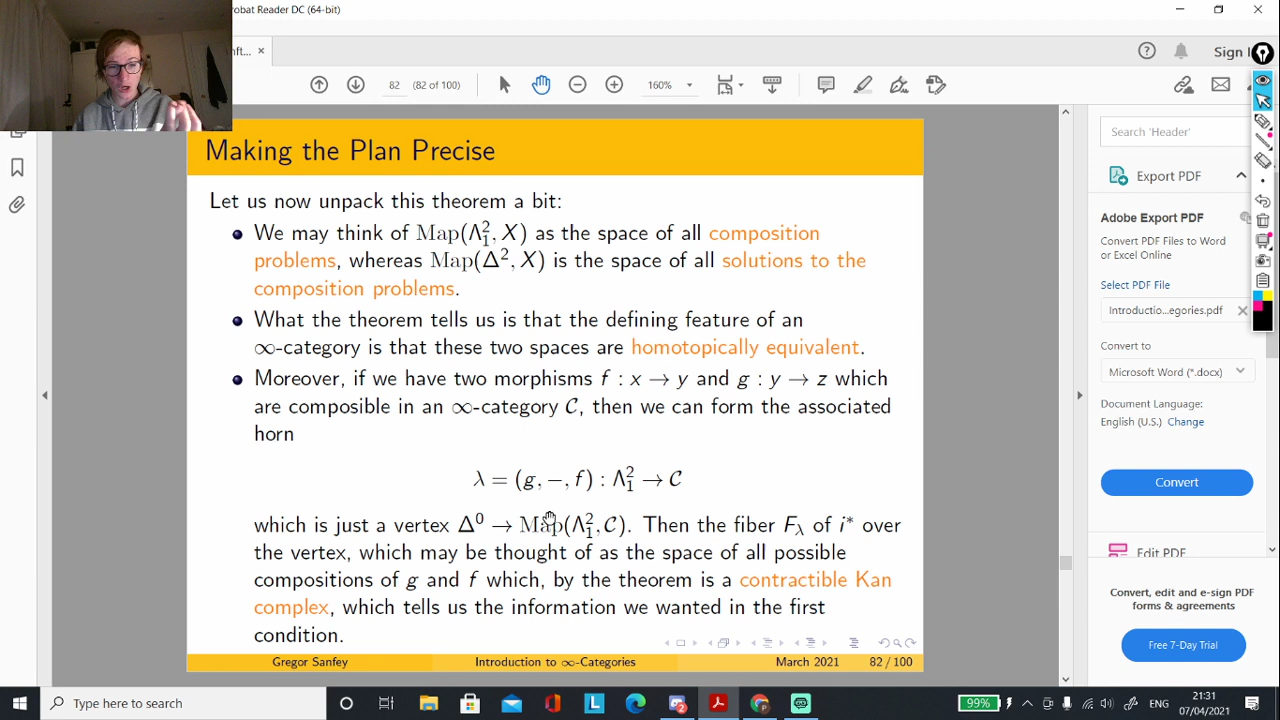 crobat Reader DC (64-bit)
nft...
Sign I
82 (82 of 100)
160%
Making the Plan Precise
Let us now unpack this theorem a bit:
We may think of Map(Λ²₁, X) as the space of all composition
problems, whereas Map(Δ², X) is the space of all solutions to the
composition problems.
What the theorem tells us is that the defining feature of an
∞-category is that these two spaces are homotopically equivalent.
Moreover, if we have two morphisms f : x → y and g : y → z which
are composible in an ∞-category C, then we can form the associated
horn
λ = (g, −, f) : Λ²₁ → C
which is just a vertex Δ⁰ → Map(Λ²₁, C). Then the fiber Fλ of i* over
the vertex, which may be thought of as the space of all possible
compositions of g and f which, by the theorem is a contractible Kan
complex, which tells us the information we wanted in the first
condition.
Gregor Sanfey Introduction to ∞-Categories March 2021 82 / 100
Search 'Header'
Export PDF
Adobe Export PDF
Convert PDF Files to Word
or Excel Online
Select PDF File
Introductio...egories.pdf
Convert to
Microsoft Word (*.docx)
Document Language:
English (U.S.) Change
Convert
Edit PDF
Convert, edit and e-sign PDF
forms & agreements
Free 7-Day Trial
Type here to search
99%
ENG
21:31
07/04/2021